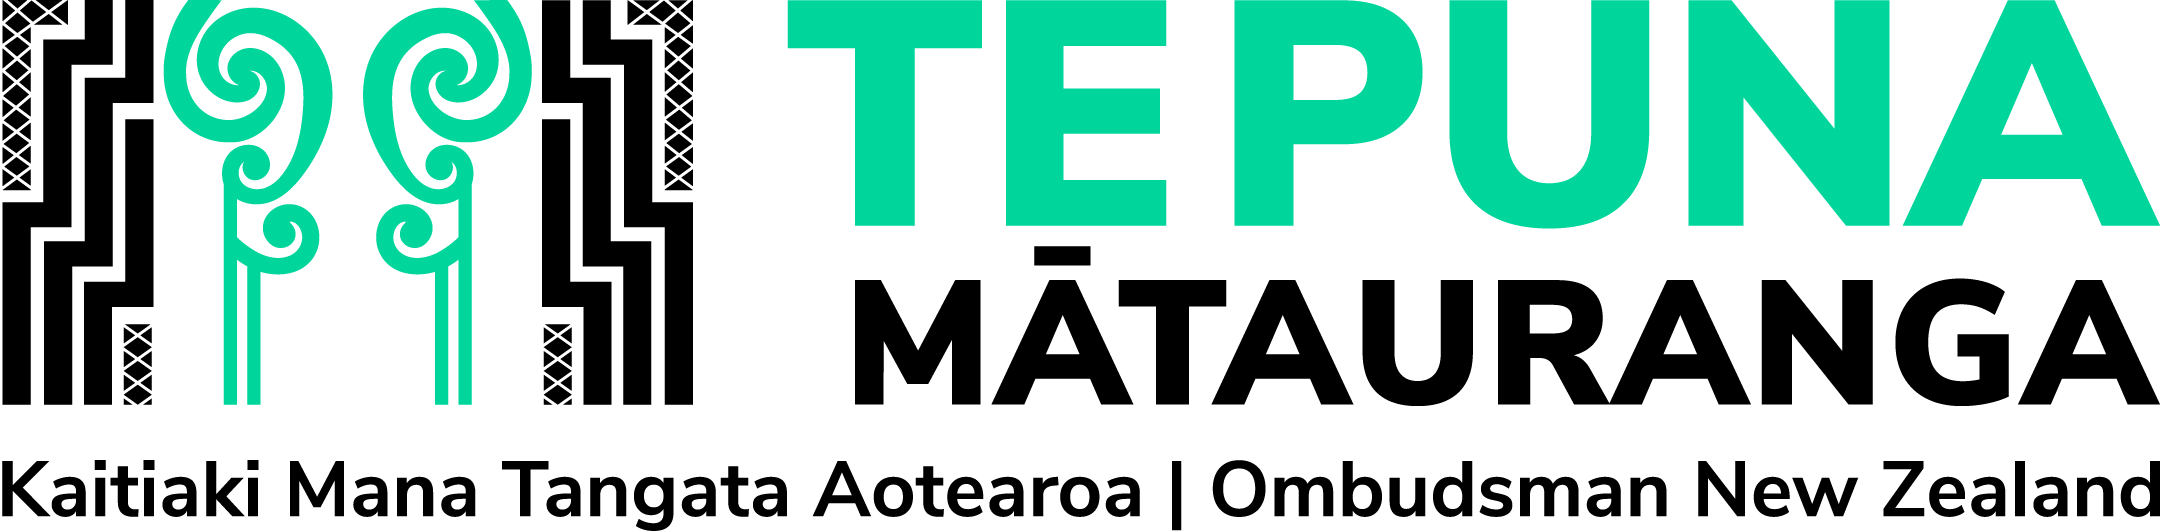 TE PUNA
MĀTAURANGA
Kaitiaki Mana Tangata Aotearoa | Ombudsman New Zealand